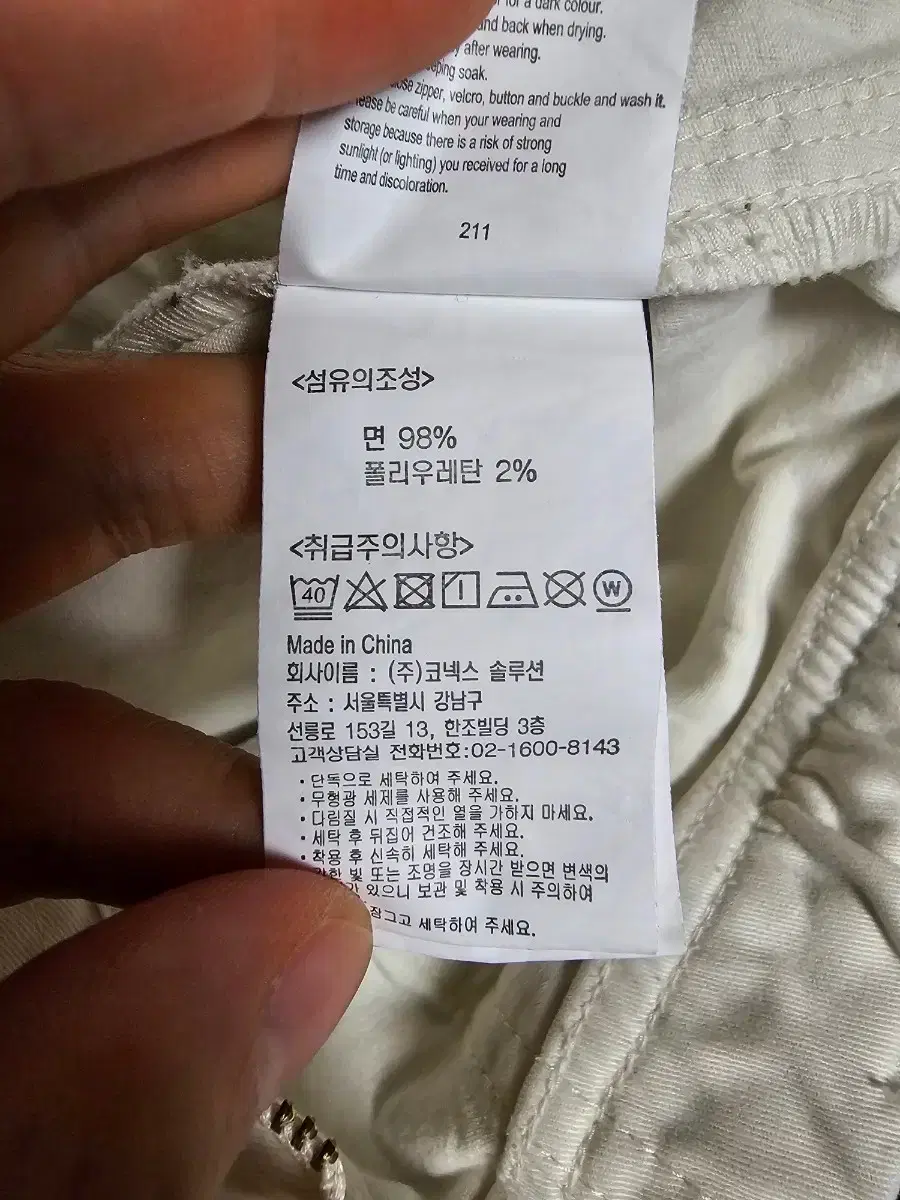 for a dark colour.
and back when drying.
after wearing.
soak.
zipper, velcro, button and buckle and wash it.
be careful when your wearing and
storage because there is a risk of strong
sunlight (or lighting) you received for a long
time and discoloration.
211
<섬유의조성>
면 98%
폴리우레탄 2%
<취급주의사항>
40 W
Made in China
회사이름 : (주)코넥스 솔루션
주소 : 서울특별시 강남구
선릉로 153길 13, 한조빌딩 3층
고객상담실 전화번호:02-1600-8143
· 단독으로 세탁하여 주세요.
· 무형광 세제를 사용해 주세요.
· 다림질 시 직접적인 열을 가하지 마세요.
· 세탁 후 뒤집어 건조해 주세요.
· 착용 후 신속히 세탁해 주세요.
빛 또는 조명을 장시간 받으면 변색의
있으니 보관 및 착용 시 주의하여
잠그고 세탁하여 주세요.